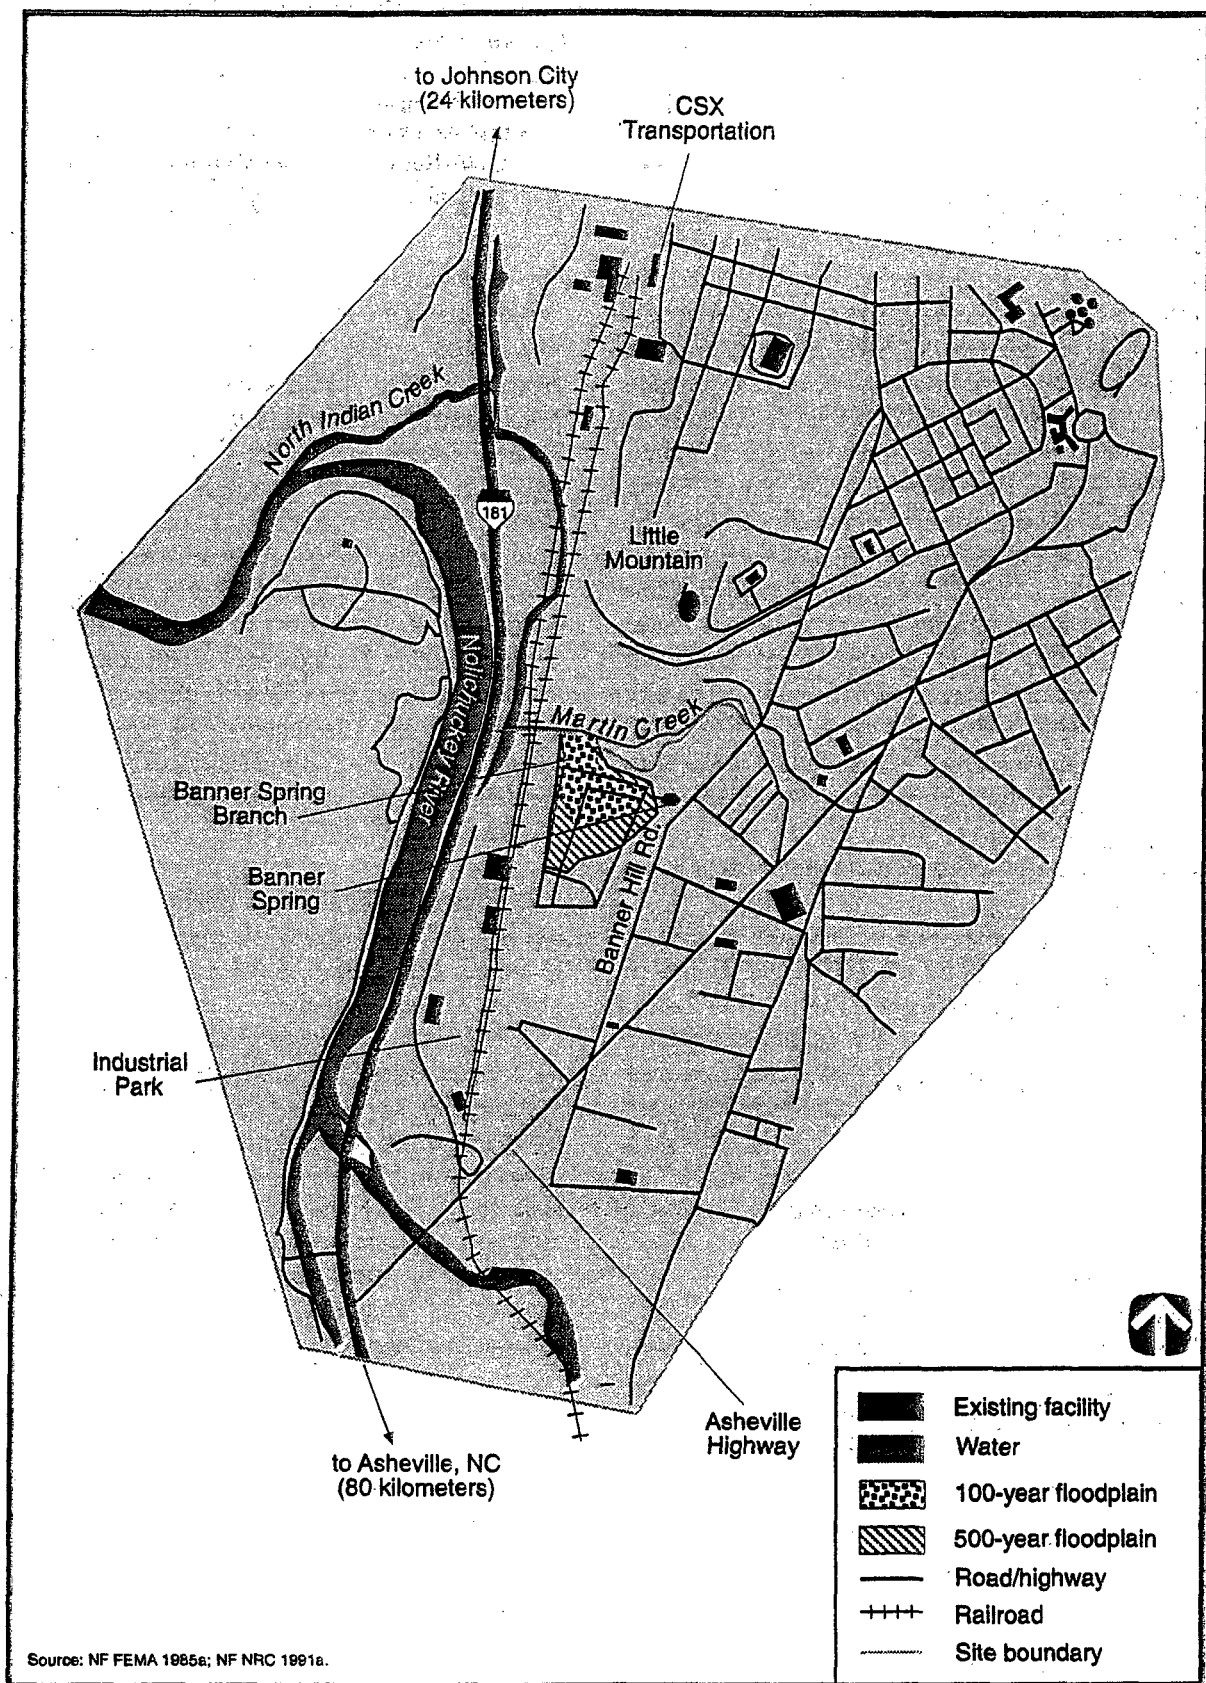 to Johnson City
(24 kilometers)
CSX
Transportation
North Indian Creek
181
Little
Mountain
Nolichuckey River
Martin Creek
Banner Spring
Branch
Banner
Spring
Banner Hill Rd
Industrial
Park
Asheville
Highway
to Asheville, NC
(80 kilometers)
Existing facility
Water
100-year floodplain
500-year floodplain
Road/highway
Railroad
Site boundary
Source: NF FEMA 1985a; NF NRC 1991a.